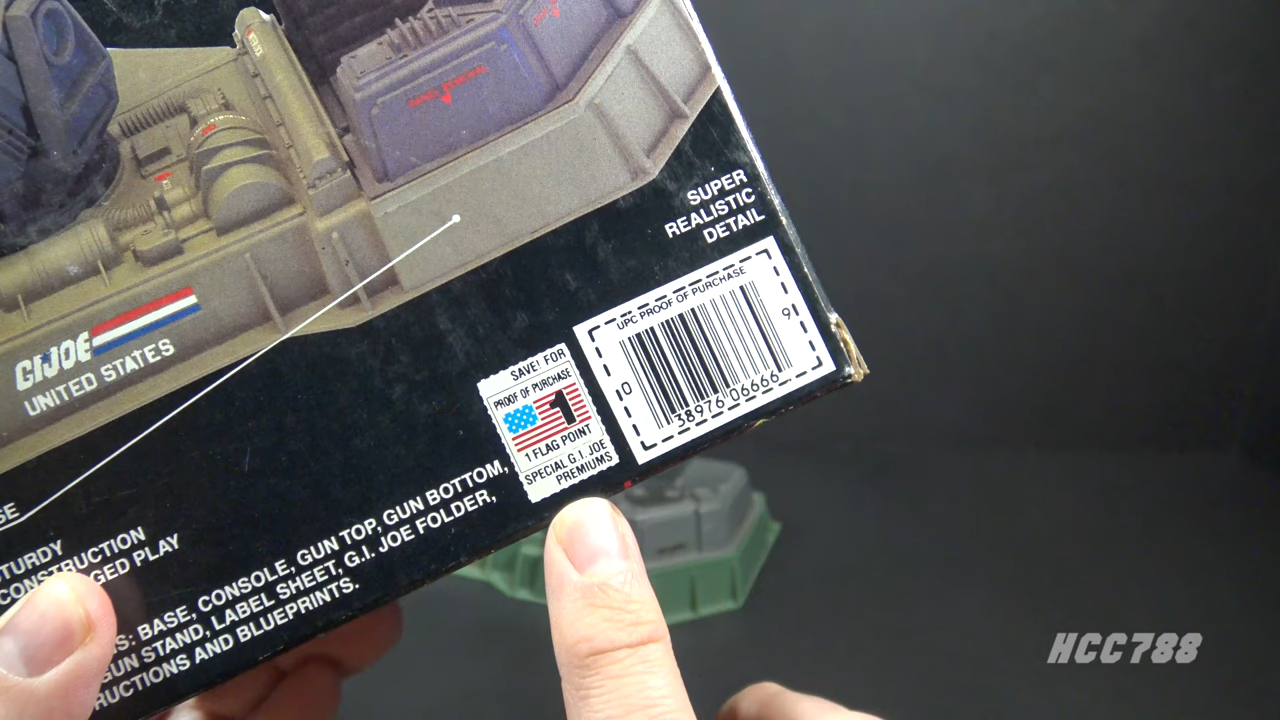 SUPER
REALISTIC
DETAIL
UPC PROOF OF PURCHASE
0 38976 06666 9
SAVE! FOR
PROOF OF PURCHASE
1
1 FLAG POINT
SPECIAL G.I. JOE
PREMIUMS
GI JOE
UNITED STATES
STURDY
CONSTRUCTION
GED PLAY
BASE, CONSOLE, GUN TOP, GUN BOTTOM,
GUN STAND, LABEL SHEET, G.I. JOE FOLDER,
RUCTIONS AND BLUEPRINTS.
HCC788